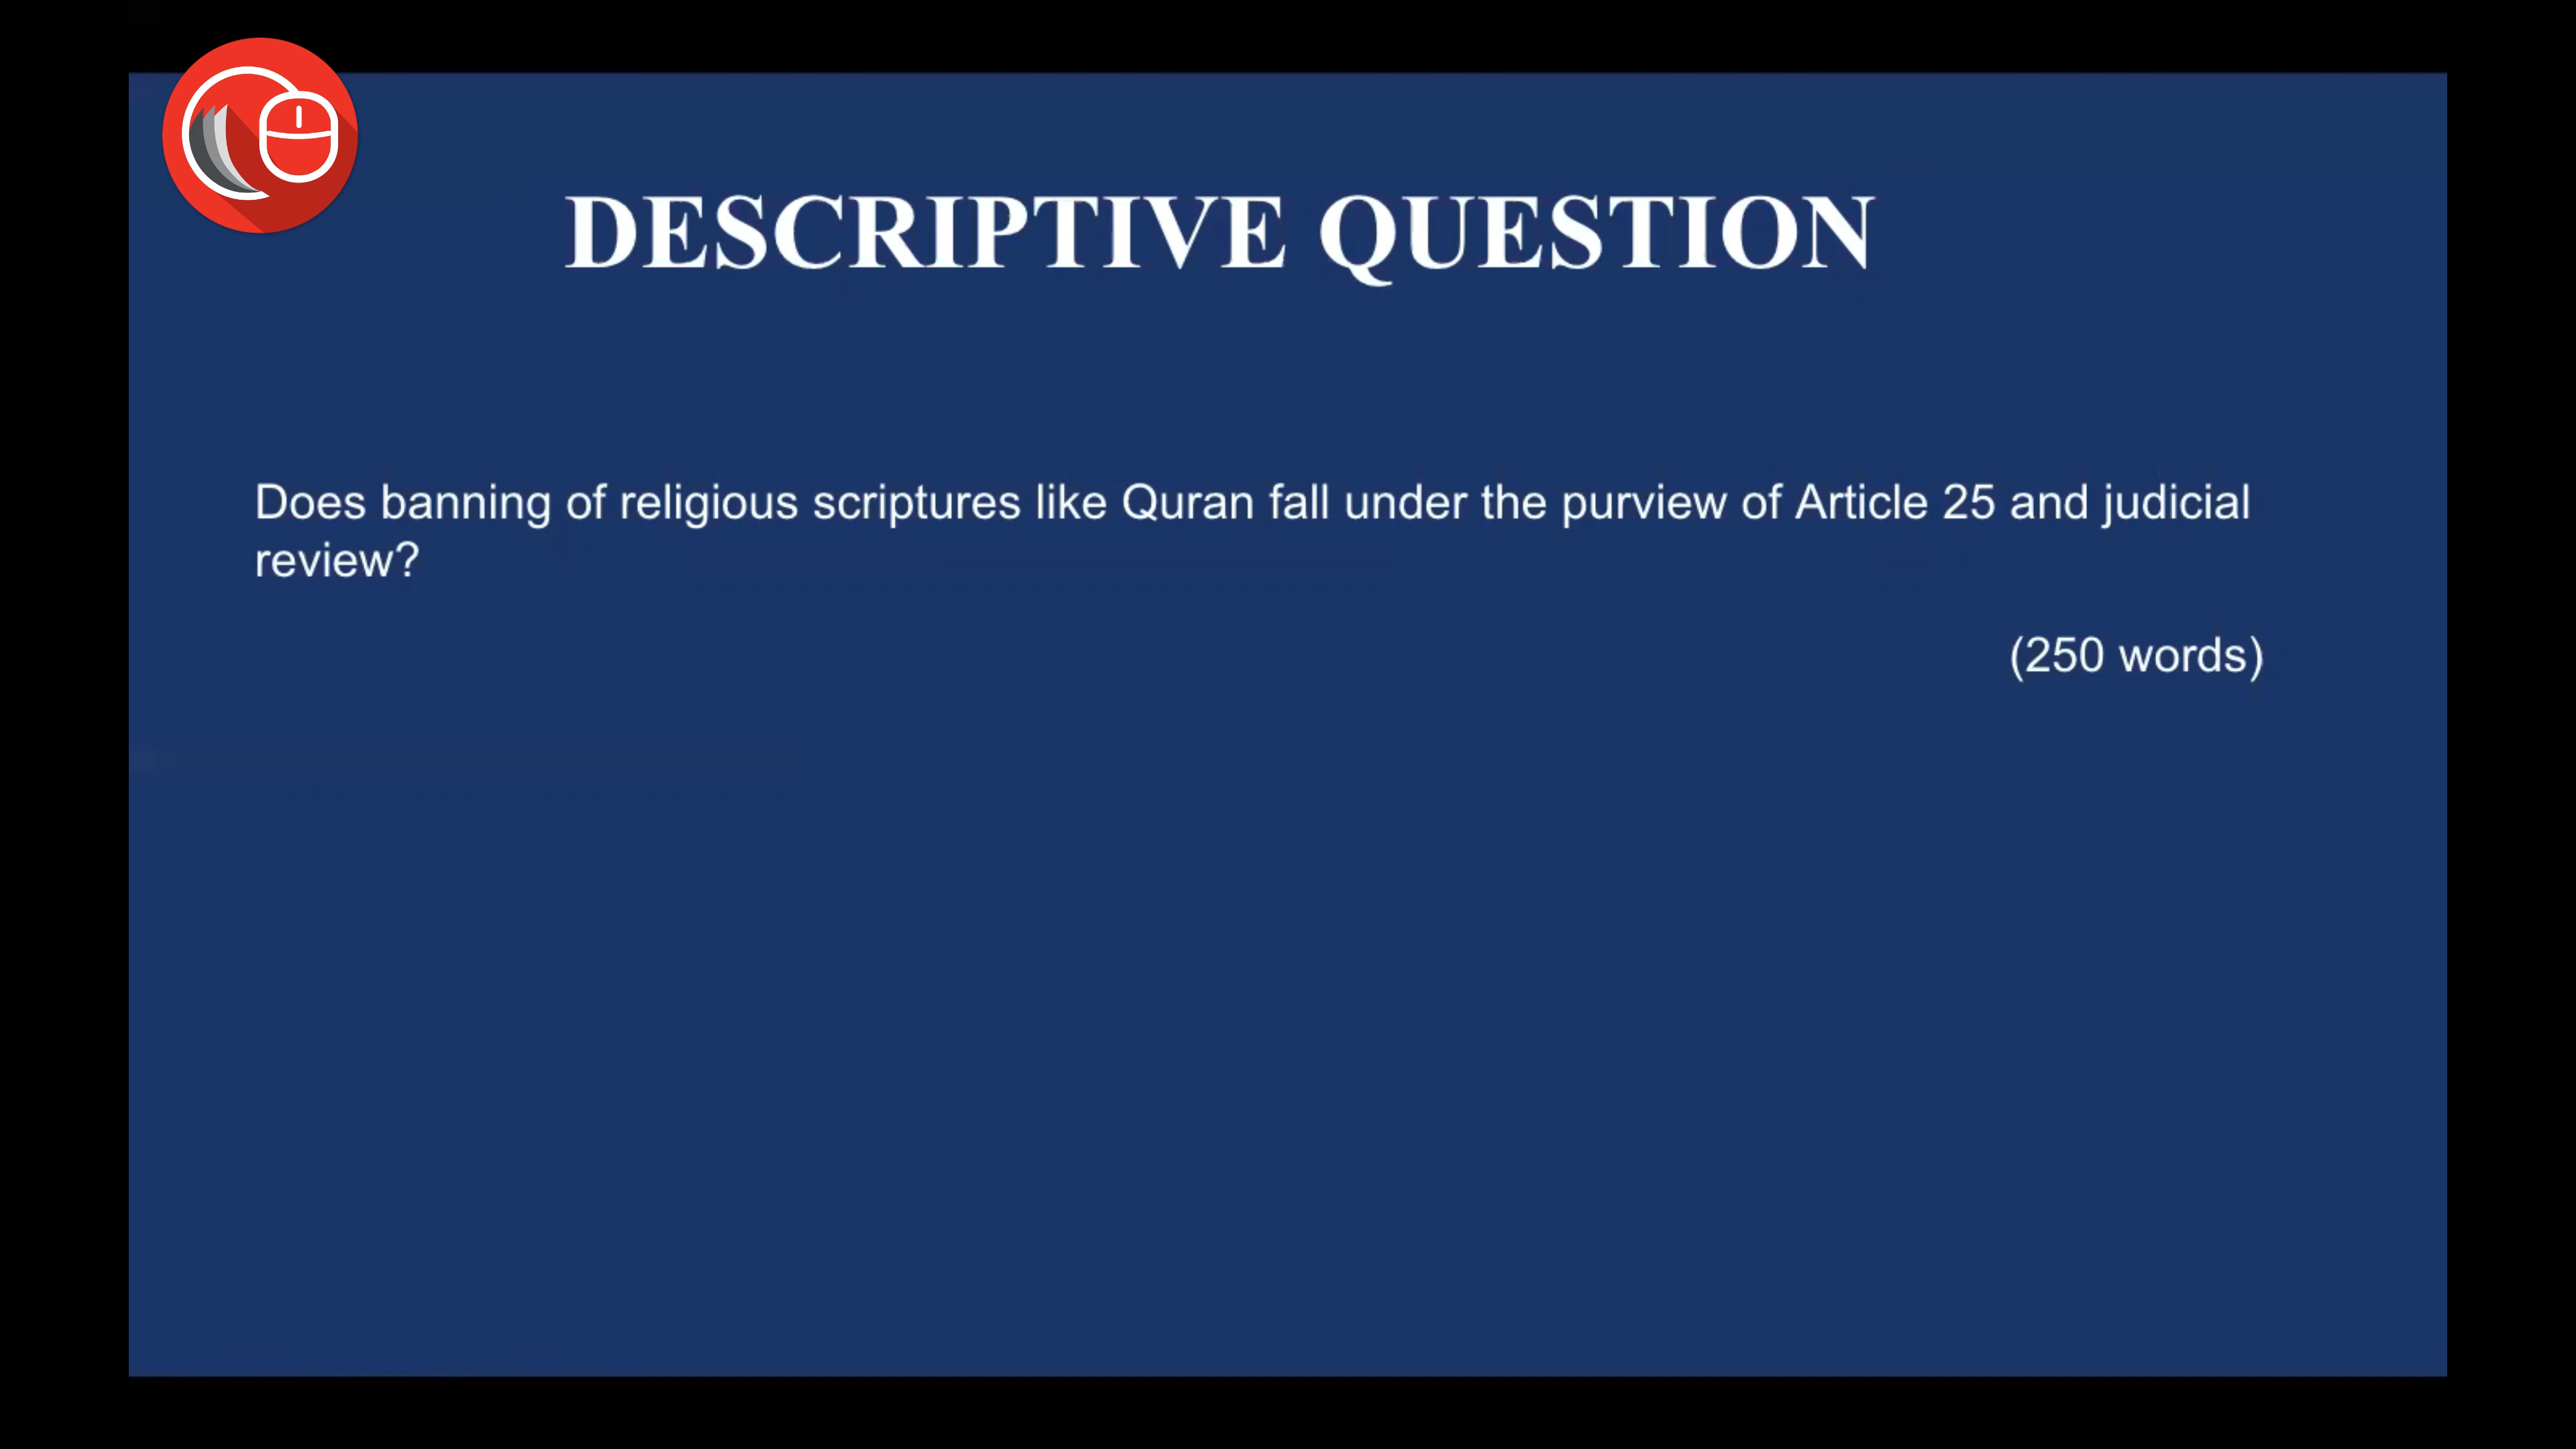 DESCRIPTIVE QUESTION
Does banning of religious scriptures like Quran fall under the purview of Article 25 and judicial
review?
(250 words)